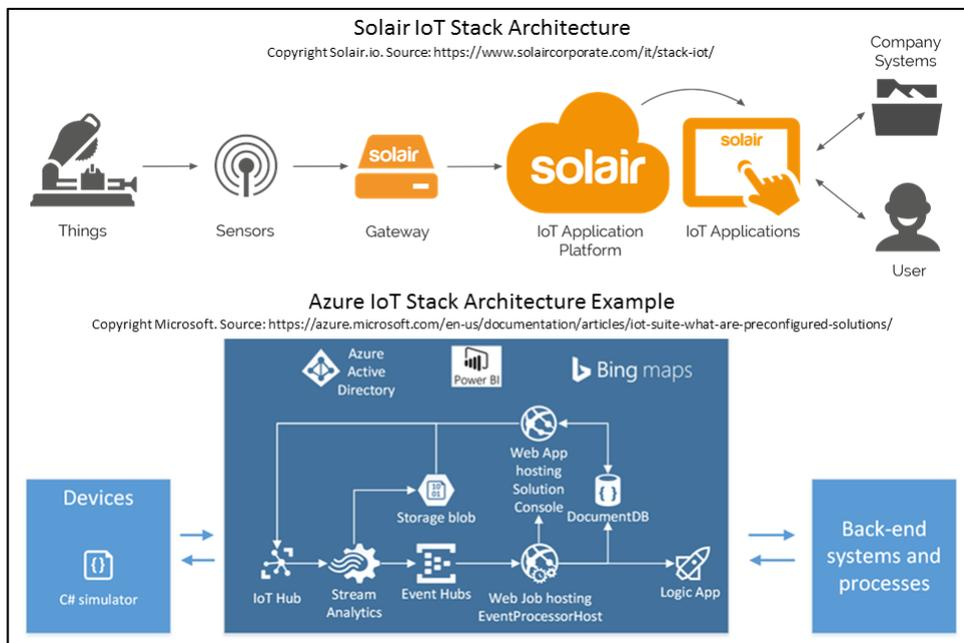 Solair IoT Stack Architecture
Copyright Solair.io. Source: https://www.solaircorporate.com/it/stack-iot/
Company
Systems
solair
solair
solair
Things
Sensors
Gateway
IoT Application
Platform
IoT Applications
User
Azure IoT Stack Architecture Example
Copyright Microsoft. Source: https://azure.microsoft.com/en-us/documentation/articles/iot-suite-what-are-preconfigured-solutions/
Azure
Active
Directory
Power BI
Bing maps
Devices
{}
C# simulator
Web App
hosting
Solution
Console
10
01
Storage blob
{ }
DocumentDB
IoT Hub
Stream
Analytics
Event Hubs
Web Job hosting
EventProcessorHost
Logic App
Back-end
systems and
processes